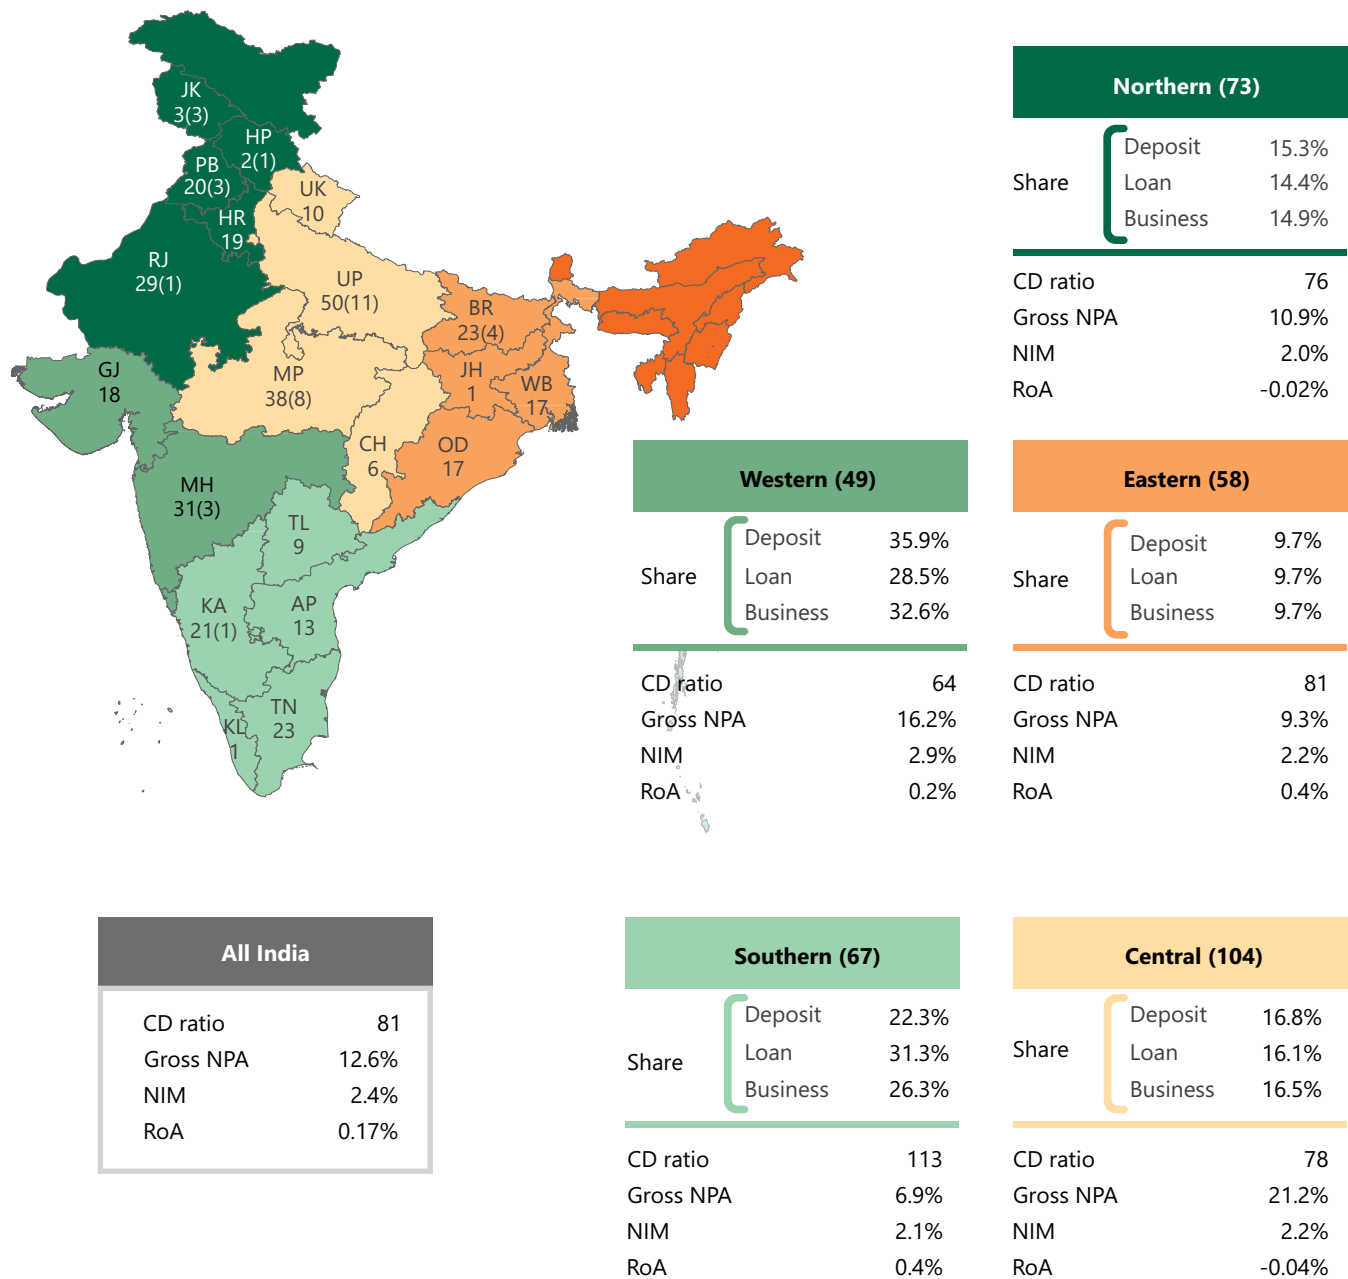 JK
3(3)
HP
2(1)
PB
20(3)
UK
10
HR
19
RJ
29(1)
UP
50(11)
BR
23(4)
GJ
18
MP
38(8)
JH
1
WB
17
CH
6
OD
17
MH
31(3)
TL
9
KA
21(1)
AP
13
TN
23
KL
1
Northern (73)
Share
Deposit 15.3%
Loan 14.4%
Business 14.9%
CD ratio 76
Gross NPA 10.9%
NIM 2.0%
RoA -0.02%
Western (49)
Share
Deposit 35.9%
Loan 28.5%
Business 32.6%
CD ratio 64
Gross NPA 16.2%
NIM 2.9%
RoA 0.2%
Eastern (58)
Share
Deposit 9.7%
Loan 9.7%
Business 9.7%
CD ratio 81
Gross NPA 9.3%
NIM 2.2%
RoA 0.4%
All India
CD ratio 81
Gross NPA 12.6%
NIM 2.4%
RoA 0.17%
Southern (67)
Share
Deposit 22.3%
Loan 31.3%
Business 26.3%
CD ratio 113
Gross NPA 6.9%
NIM 2.1%
RoA 0.4%
Central (104)
Share
Deposit 16.8%
Loan 16.1%
Business 16.5%
CD ratio 78
Gross NPA 21.2%
NIM 2.2%
RoA -0.04%